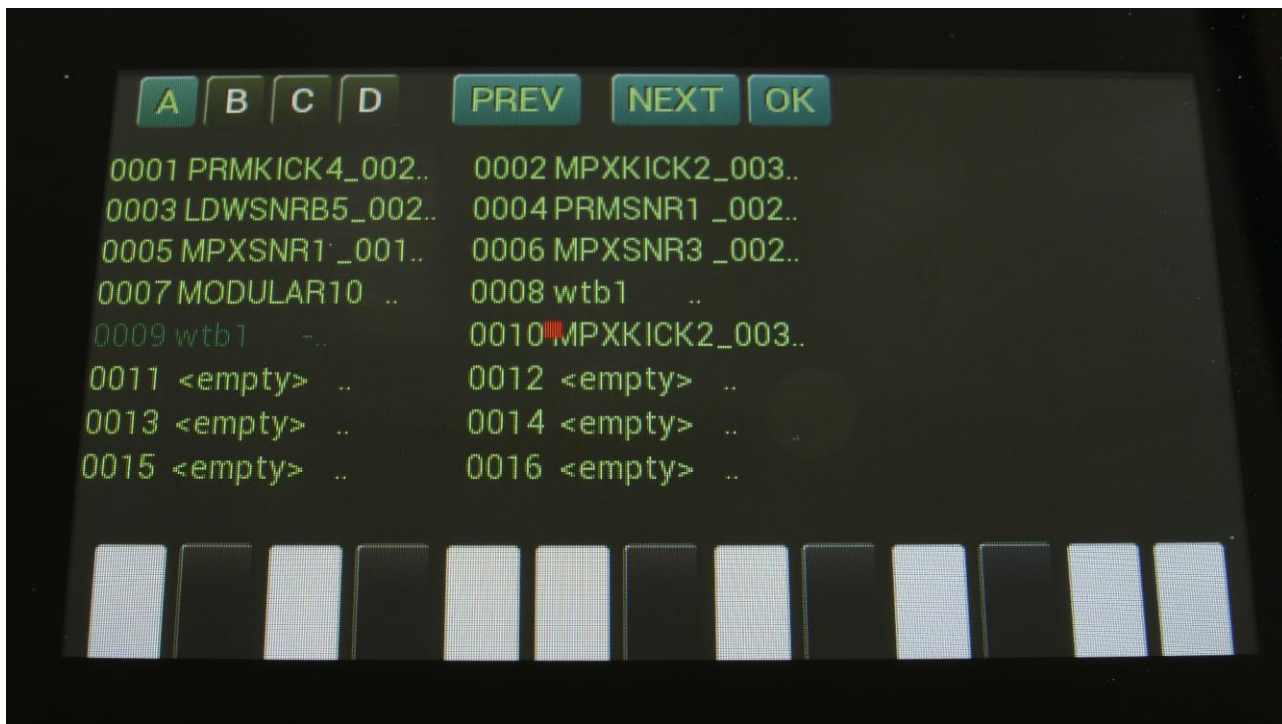 A B C D PREV NEXT OK
0001 PRMKICK4_002.. 0002 MPXKICK2_003..
0003 LDWSNRB5_002.. 0004 PRMSNR1 _002..
0005 MPXSNR1 _001.. 0006 MPXSNR3 _002..
0007 MODULAR10 .. 0008 wtb1 ..
0009 wtb1 -.. 0010 MPXKICK2_003..
0011 <empty> .. 0012 <empty> ..
0013 <empty> .. 0014 <empty> ..
0015 <empty> .. 0016 <empty> ..